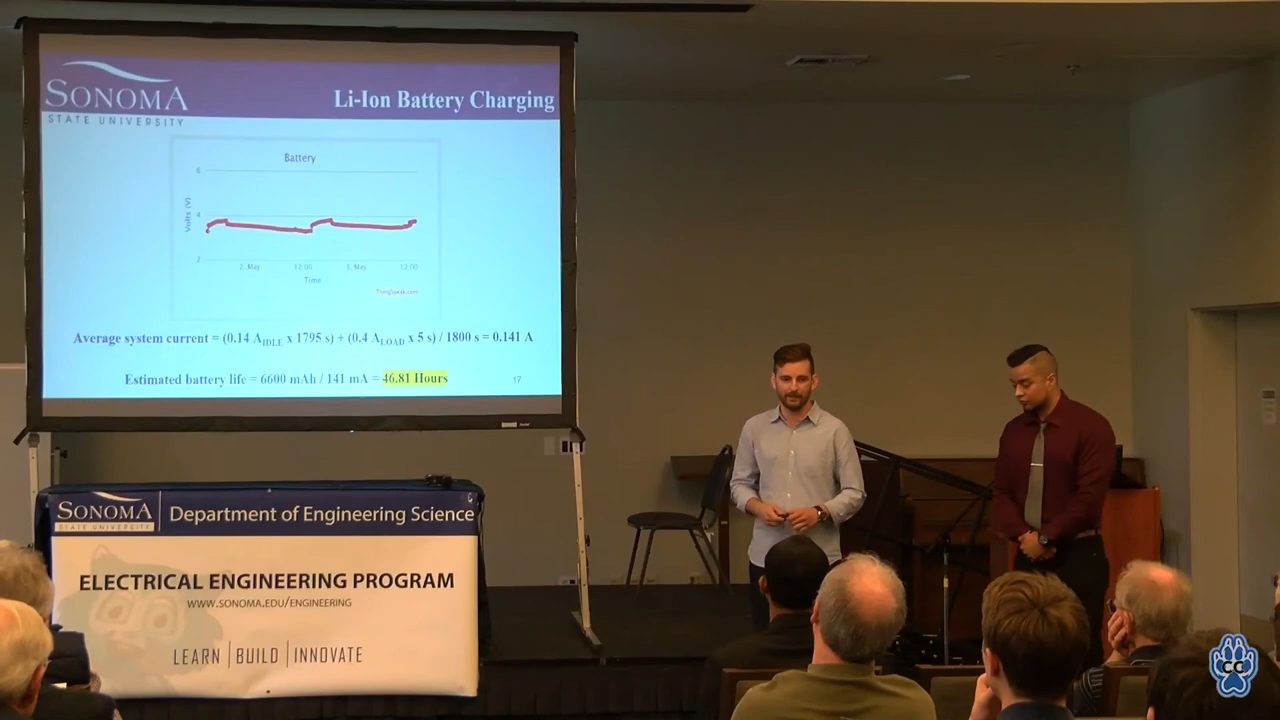 SONOMA
STATE UNIVERSITY
Li-Ion Battery Charging
Battery
6
4
2
Volts (V)
2. May
12:00
3. May
12:00
Time
ThingSpeak.com
Average system current = (0.14 AIDLE x 1795 s) + (0.4 ALOAD x 5 s) / 1800 s = 0.141 A
Estimated battery life = 6600 mAh / 141 mA = 46.81 Hours
17
SONOMA
STATE UNIVERSITY
Department of Engineering Science
ELECTRICAL ENGINEERING PROGRAM
WWW.SONOMA.EDU/ENGINEERING
LEARN | BUILD | INNOVATE
CC